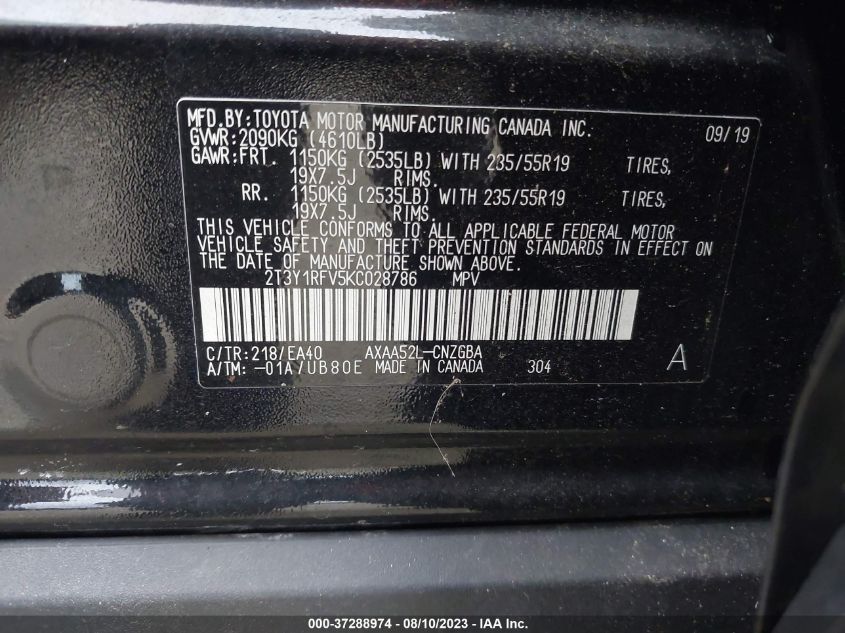 MFD.BY: TOYOTA MOTOR MANUFACTURING CANADA INC. 09/19
GVWR: 2090KG (4610LB)
GAWR: FRT. 1150KG (2535LB) WITH 235/55R19 TIRES,
19X7.5J RIMS.
RR. 1150KG (2535LB) WITH 235/55R19 TIRES,
19X7.5J RIMS.
THIS VEHICLE CONFORMS TO ALL APPLICABLE FEDERAL MOTOR
VEHICLE SAFETY AND THEFT PREVENTION STANDARDS IN EFFECT ON
THE DATE OF MANUFACTURE SHOWN ABOVE.
2T3Y1RFV5KC028786 MPV
C/TR: 218/EA40 AXAA52L-CNZGBA A
A/TM: -01A/UB80E MADE IN CANADA 304
000-37288974 - 08/10/2023 - IAA Inc.